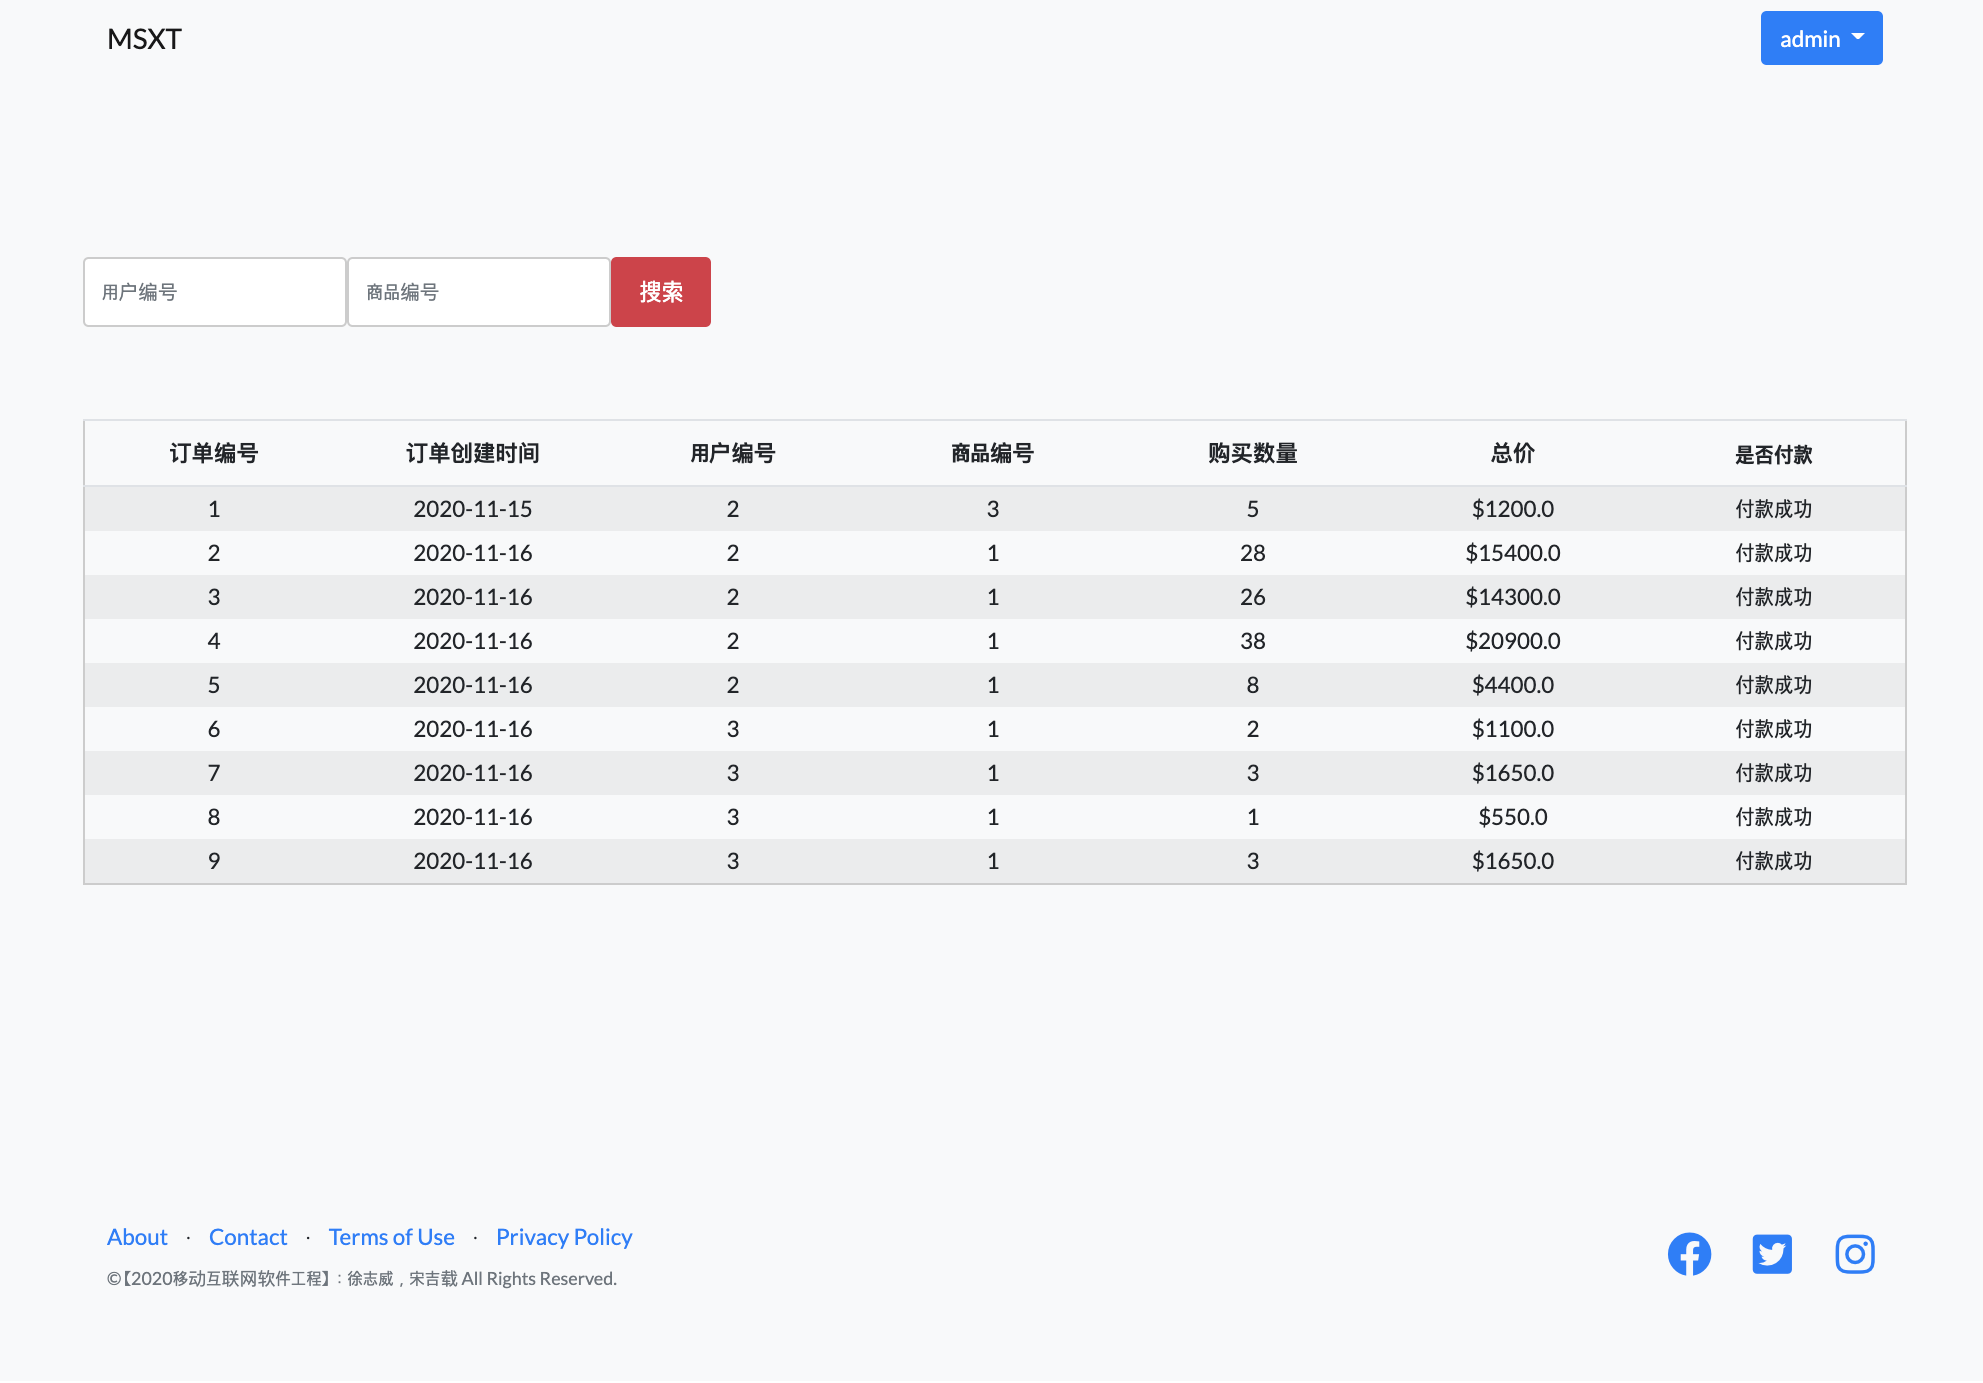 MSXT
admin
用户编号 商品编号 搜索
订单编号 订单创建时间 用户编号 商品编号 购买数量 总价 是否付款
1 2020-11-15 2 3 5 $1200.0 付款成功
2 2020-11-16 2 1 28 $15400.0 付款成功
3 2020-11-16 2 1 26 $14300.0 付款成功
4 2020-11-16 2 1 38 $20900.0 付款成功
5 2020-11-16 2 1 8 $4400.0 付款成功
6 2020-11-16 3 1 2 $1100.0 付款成功
7 2020-11-16 3 1 3 $1650.0 付款成功
8 2020-11-16 3 1 1 $550.0 付款成功
9 2020-11-16 3 1 3 $1650.0 付款成功
About · Contact · Terms of Use · Privacy Policy
©【2020移动互联网软件工程】：徐志威，宋吉载 All Rights Reserved.